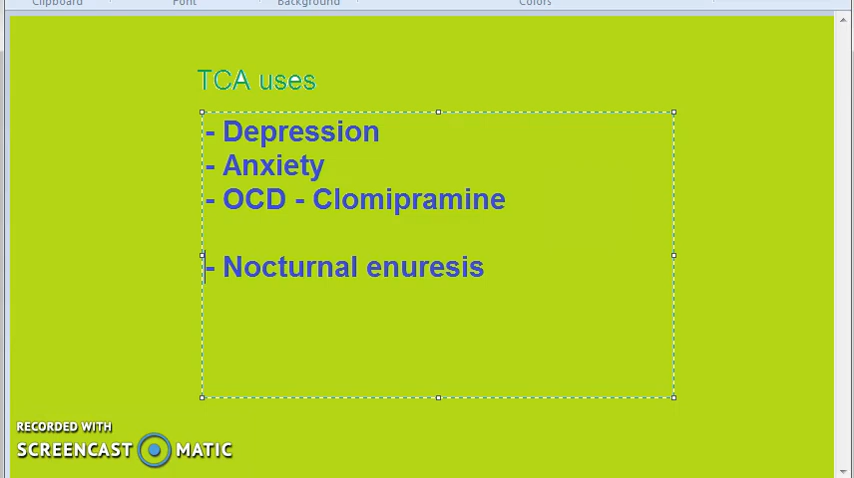 Clipboard Font Background Colors
TCA uses
- Depression
- Anxiety
- OCD - Clomipramine
- Nocturnal enuresis
RECORDED WITH
SCREENCAST MATIC